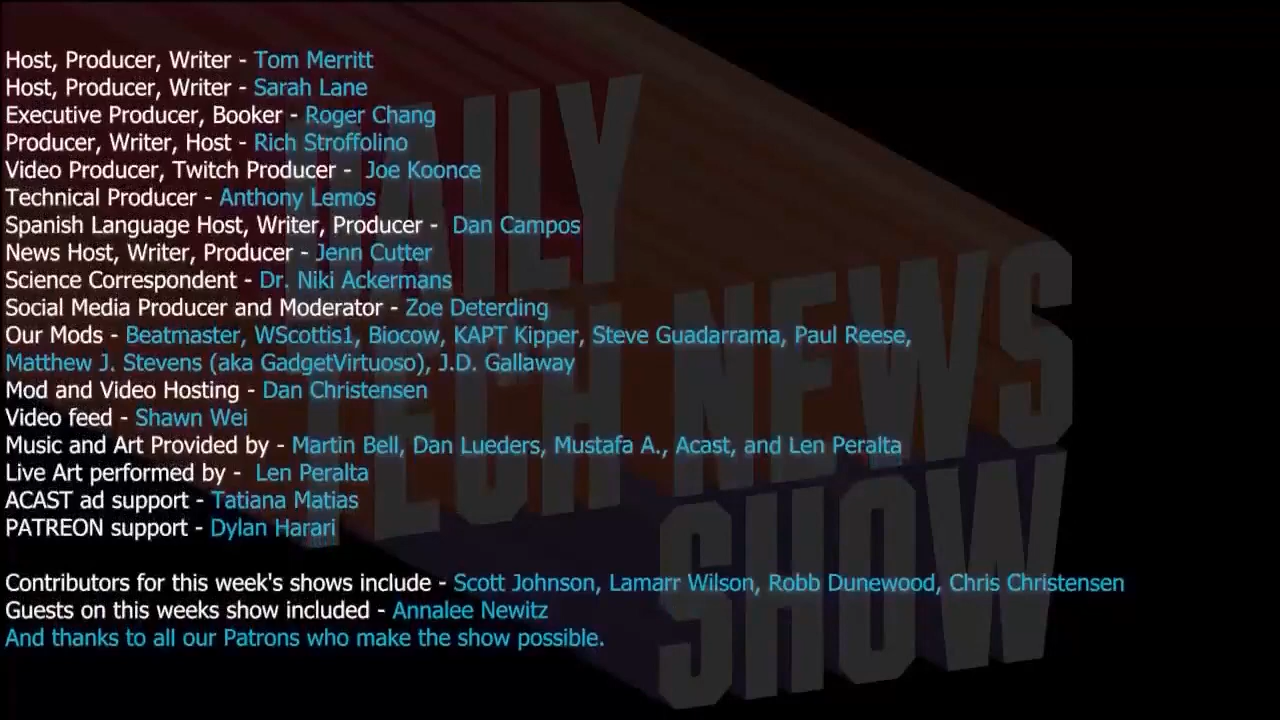 Host, Producer, Writer - Tom Merritt
Host, Producer, Writer - Sarah Lane
Executive Producer, Booker - Roger Chang
Producer, Writer, Host - Rich Stroffolino
Video Producer, Twitch Producer -  Joe Koonce
Technical Producer - Anthony Lemos
Spanish Language Host, Writer, Producer -  Dan Campos
News Host, Writer, Producer - Jenn Cutter
Science Correspondent - Dr. Niki Ackermans
Social Media Producer and Moderator - Zoe Deterding
Our Mods - Beatmaster, WScottis1, Biocow, KAPT Kipper, Steve Guadarrama, Paul Reese,
Matthew J. Stevens (aka GadgetVirtuoso), J.D. Gallaway
Mod and Video Hosting - Dan Christensen
Video feed - Shawn Wei
Music and Art Provided by - Martin Bell, Dan Lueders, Mustafa A., Acast, and Len Peralta
Live Art performed by -  Len Peralta
ACAST ad support - Tatiana Matias
PATREON support - Dylan Harari
Contributors for this week's shows include - Scott Johnson, Lamarr Wilson, Robb Dunewood, Chris Christensen
Guests on this weeks show included - Annalee Newitz
And thanks to all our Patrons who make the show possible.
DAILY
TECH NEWS
SHOW